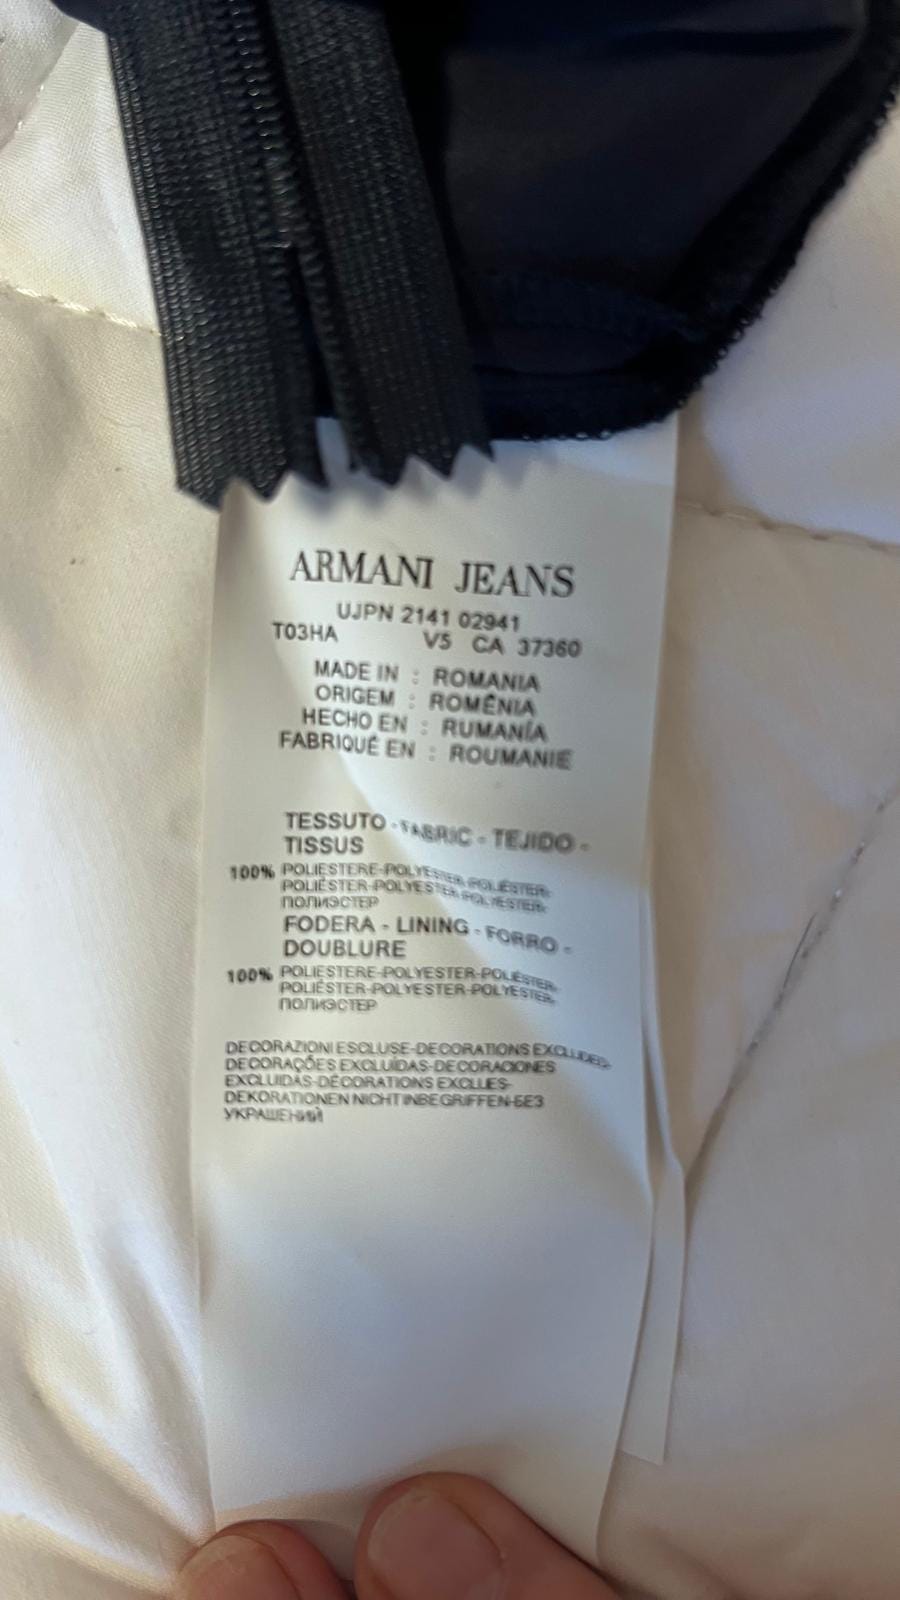 ARMANI JEANS
UJPN 2141 02941
T03HA V5 CA 37360
MADE IN : ROMANIA
ORIGEM : ROMÊNIA
HECHO EN : RUMANÍA
FABRIQUÉ EN : ROUMANIE
TESSUTO - FABRIC - TEJIDO -
TISSUS
100% POLIESTERE-POLYESTER-POLIÉSTER-
POLIÉSTER-POLYESTER-POLYESTER-
ПОЛИЭСТЕР
FODERA - LINING - FORRO -
DOUBLURE
100% POLIESTERE-POLYESTER-POLIÉSTER-
POLIÉSTER-POLYESTER-POLYESTER-
ПОЛИЭСТЕР
DECORAZIONI ESCLUSE-DECORATIONS EXCLUDED-
DECORAÇÕES EXCLUÍDAS-DECORACIONES
EXCLUIDAS-DÉCORATIONS EXCLUES-
DEKORATIONEN NICHT INBEGRIFFEN-БЕЗ
УКРАШЕНИЙ